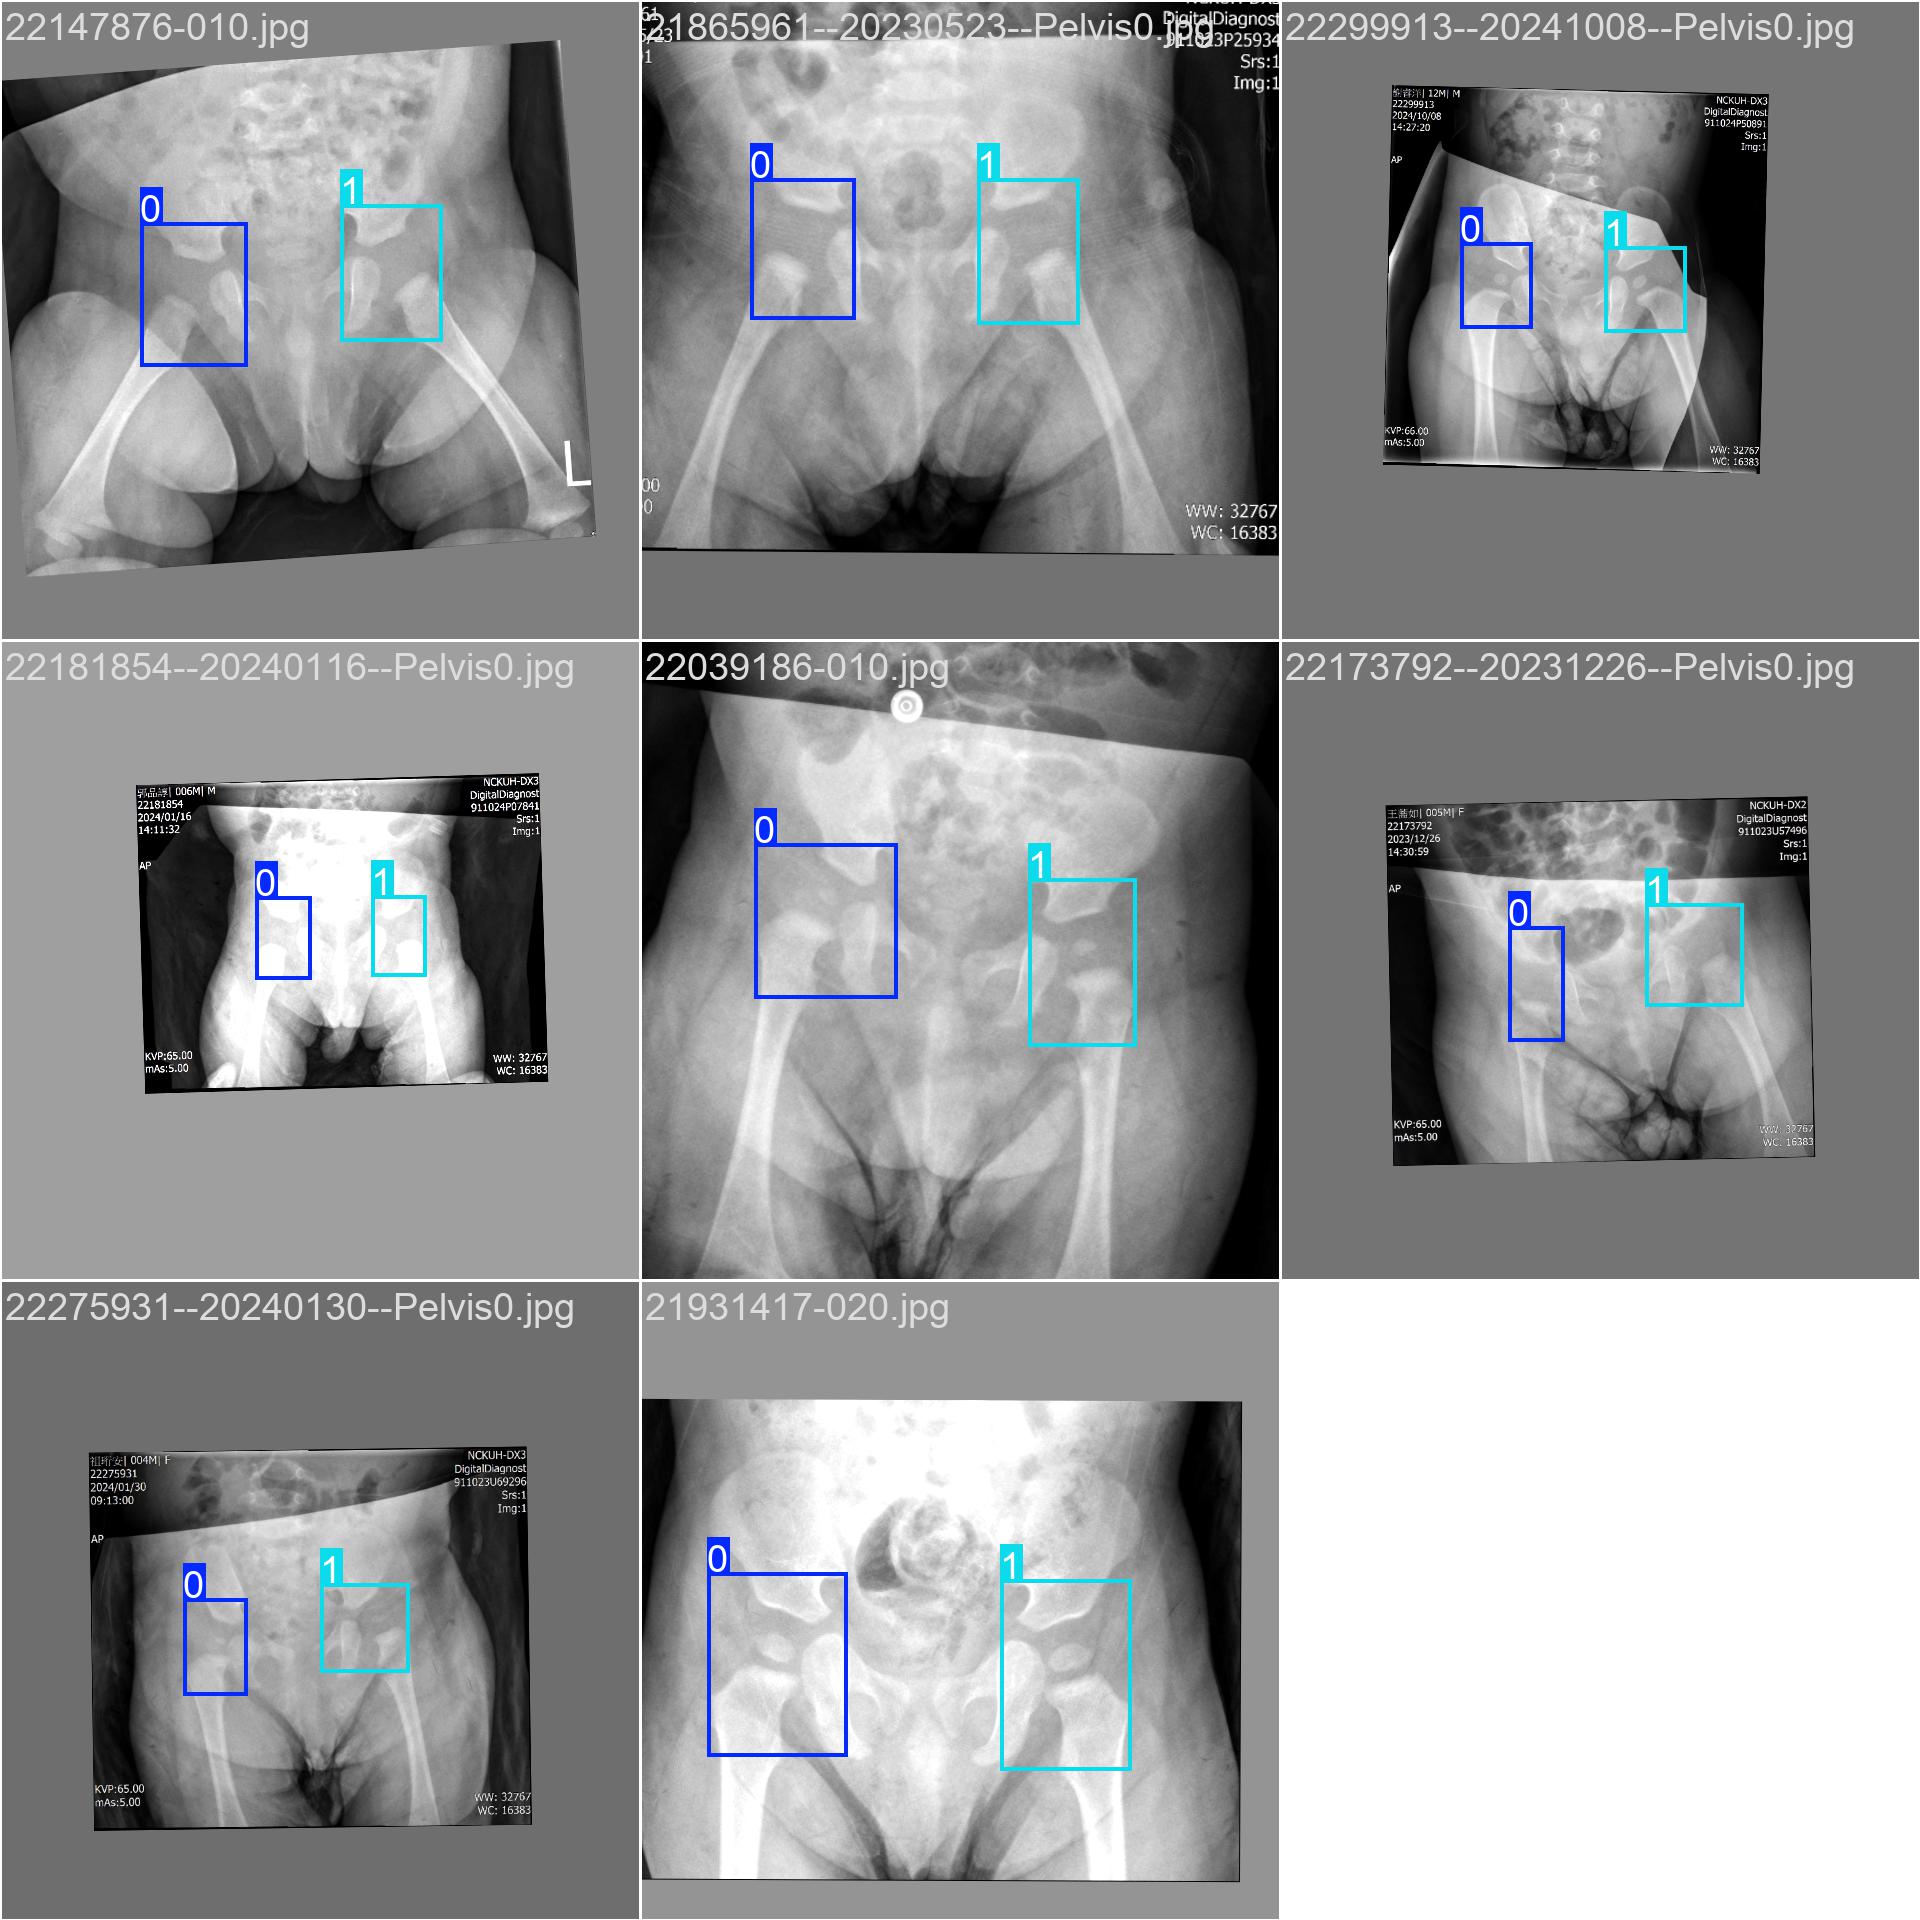 22147876-010.jpg
0
1
L
21865961--20230523--Pelvis0.jpg
DigitalDiagnost
911023P25934
Srs:1
Img:1
0
1
WW: 32767
WC: 16383
22299913--20241008--Pelvis0.jpg
12M| M
22299913
2024/10/08
14:27:20
AP
NCKUH-DX3
DigitalDiagnost
911024P50891
Srs:1
Img:1
0
1
KVP:66.00
mAs:5.00
WW: 32767
WC: 16383
22181854--20240116--Pelvis0.jpg
006M| M
22181854
2024/01/16
14:11:32
AP
NCKUH-DX3
DigitalDiagnost
911024P07841
Srs:1
Img:1
0
1
KVP:65.00
mAs:5.00
WW: 32767
WC: 16383
22039186-010.jpg
0
1
22173792--20231226--Pelvis0.jpg
005M| F
22173792
2023/12/26
14:30:59
AP
NCKUH-DX2
DigitalDiagnost
911023U57496
Srs:1
Img:1
0
1
KVP:65.00
mAs:5.00
WW: 32767
WC: 16383
22275931--20240130--Pelvis0.jpg
004M| F
22275931
2024/01/30
09:13:00
AP
NCKUH-DX3
DigitalDiagnost
911023U69296
Srs:1
Img:1
0
1
KVP:65.00
mAs:5.00
WW: 32767
WC: 16383
21931417-020.jpg
0
1